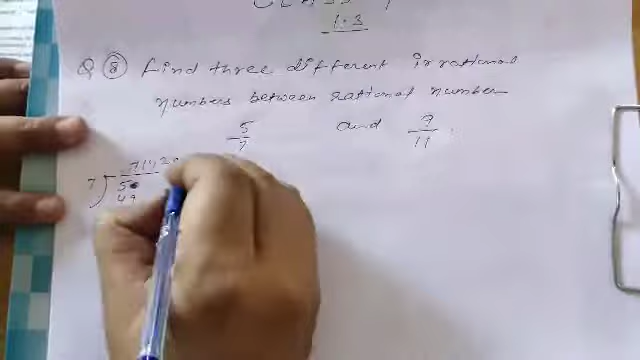 1.3
Q 8 find three different irrational
numbers between rational number
5/7 and 9/11.
7) 50
49